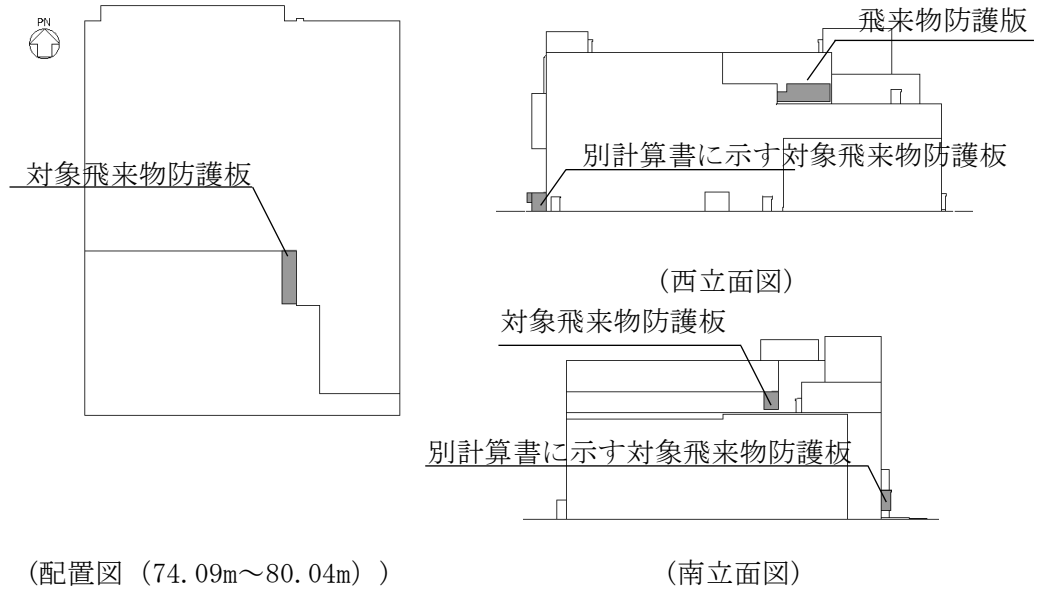 PN
対象飛来物防護板
(配置図 (74.09m～80.04m) )
飛来物防護版
別計算書に示す対象飛来物防護板
(西立面図)
対象飛来物防護板
別計算書に示す対象飛来物防護板
(南立面図)